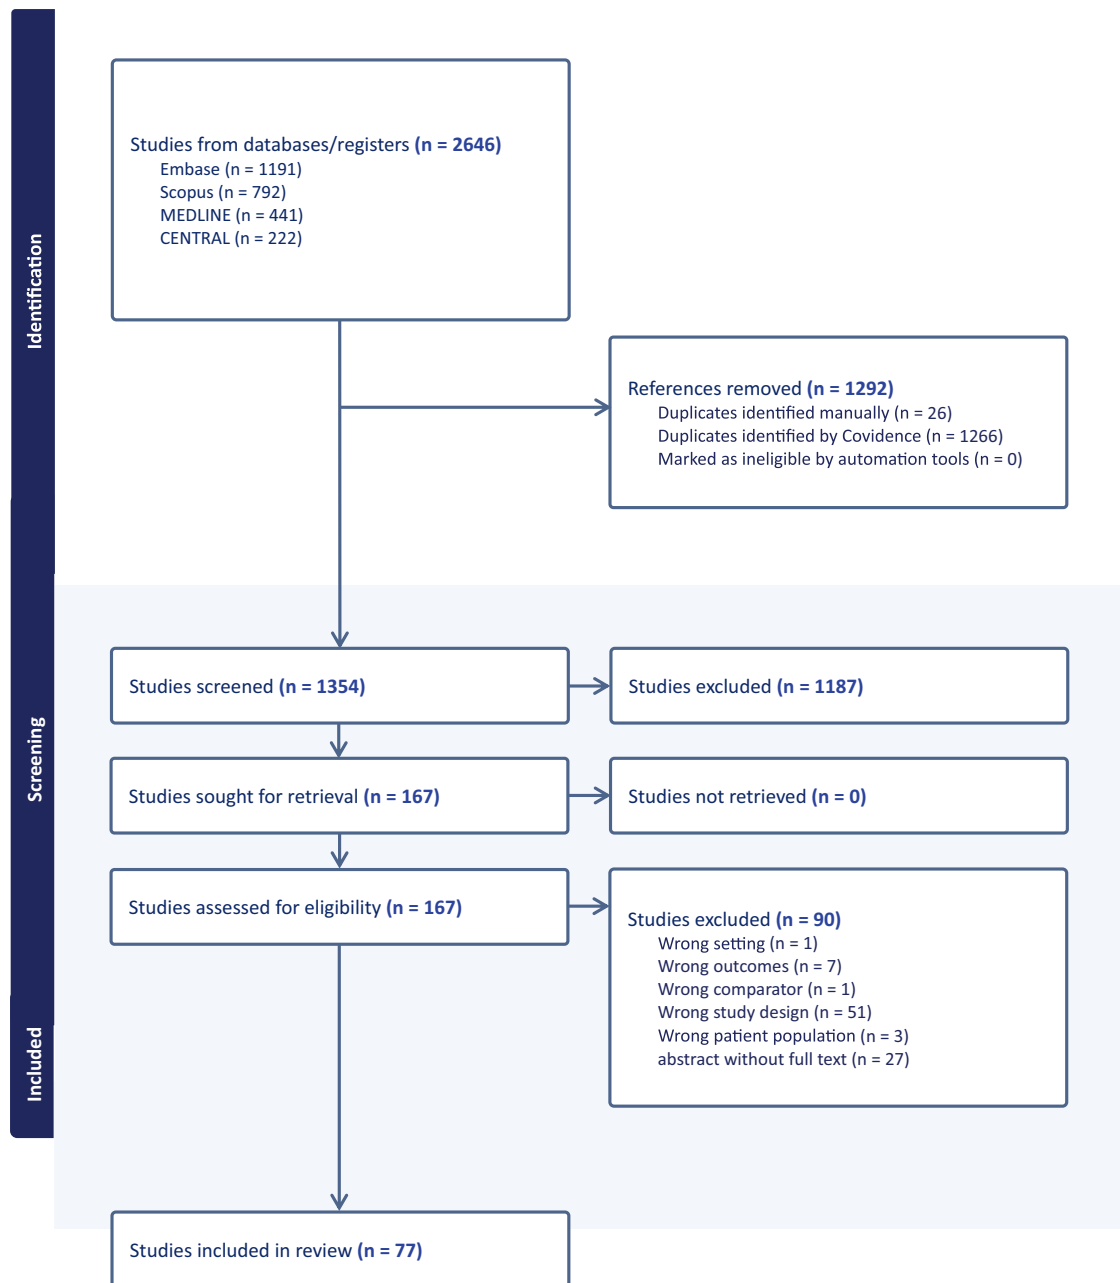 Identification
Studies from databases/registers (n = 2646)
Embase (n = 1191)
Scopus (n = 792)
MEDLINE (n = 441)
CENTRAL (n = 222)
References removed (n = 1292)
Duplicates identified manually (n = 26)
Duplicates identified by Covidence (n = 1266)
Marked as ineligible by automation tools (n = 0)
Screening
Studies screened (n = 1354)
Studies excluded (n = 1187)
Studies sought for retrieval (n = 167)
Studies not retrieved (n = 0)
Studies assessed for eligibility (n = 167)
Studies excluded (n = 90)
Wrong setting (n = 1)
Wrong outcomes (n = 7)
Wrong comparator (n = 1)
Wrong study design (n = 51)
Wrong patient population (n = 3)
abstract without full text (n = 27)
Included
Studies included in review (n = 77)